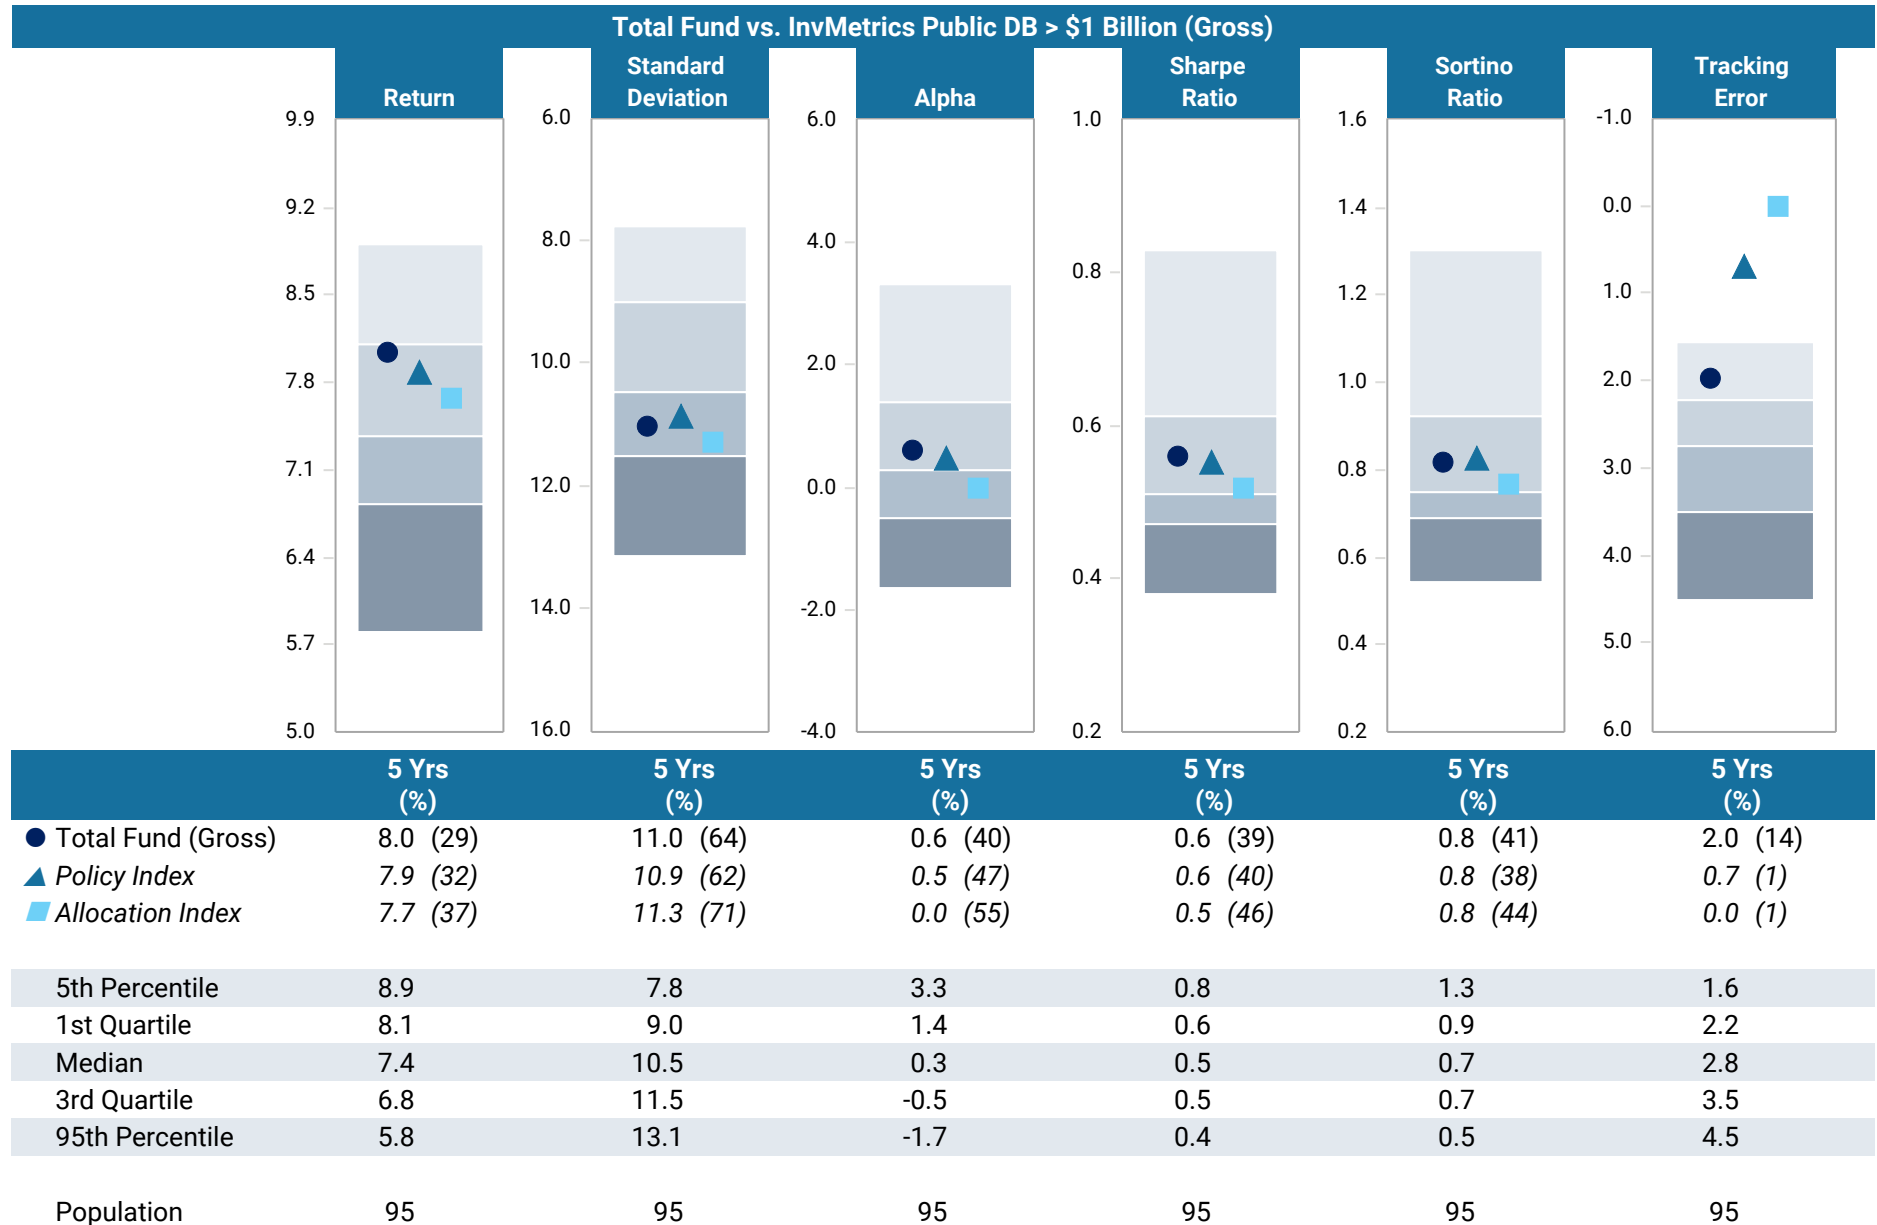 Total Fund vs. InvMetrics Public DB > $1 Billion (Gross)
Return
Standard
Deviation
Alpha
Sharpe
Ratio
Sortino
Ratio
Tracking
Error
9.9
9.2
8.5
7.8
7.1
6.4
5.7
5.0
6.0
8.0
10.0
12.0
14.0
16.0
6.0
4.0
2.0
0.0
-2.0
-4.0
1.0
0.8
0.6
0.4
0.2
1.6
1.4
1.2
1.0
0.8
0.6
0.4
0.2
-1.0
0.0
1.0
2.0
3.0
4.0
5.0
6.0
5 Yrs 5 Yrs 5 Yrs 5 Yrs 5 Yrs 5 Yrs
(%) (%) (%) (%) (%) (%)
Total Fund (Gross) 8.0 (29) 11.0 (64) 0.6 (40) 0.6 (39) 0.8 (41) 2.0 (14)
Policy Index 7.9 (32) 10.9 (62) 0.5 (47) 0.6 (40) 0.8 (38) 0.7 (1)
Allocation Index 7.7 (37) 11.3 (71) 0.0 (55) 0.5 (46) 0.8 (44) 0.0 (1)
5th Percentile 8.9 7.8 3.3 0.8 1.3 1.6
1st Quartile 8.1 9.0 1.4 0.6 0.9 2.2
Median 7.4 10.5 0.3 0.5 0.7 2.8
3rd Quartile 6.8 11.5 -0.5 0.5 0.7 3.5
95th Percentile 5.8 13.1 -1.7 0.4 0.5 4.5
Population 95 95 95 95 95 95